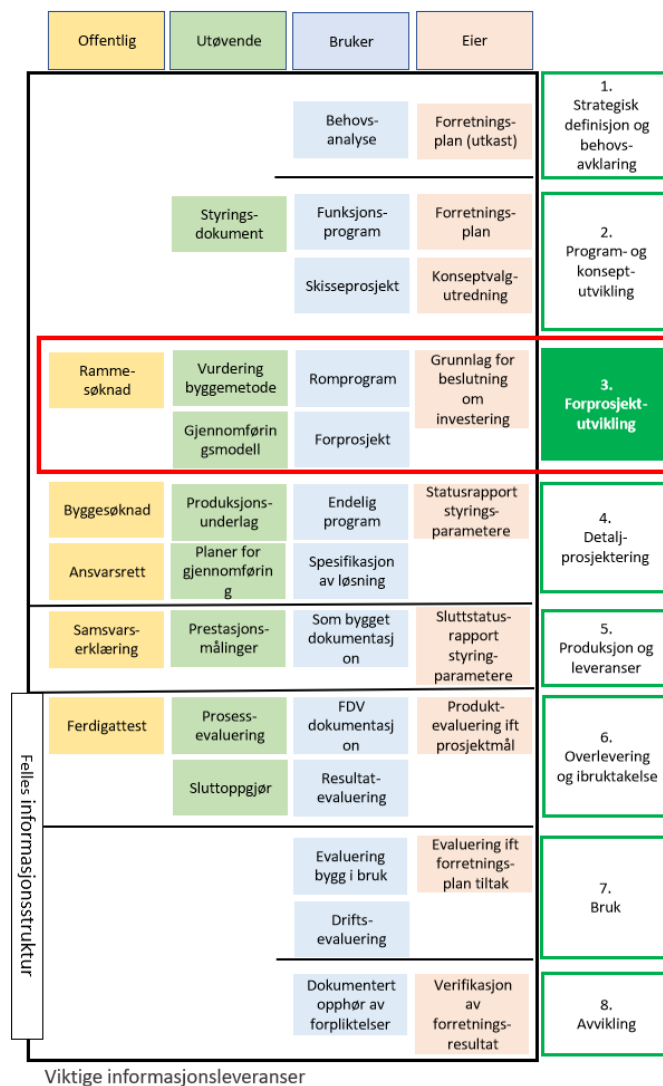 Offentlig
Utøvende
Bruker
Eier
Behovs-
analyse
Forretnings-
plan (utkast)
1.
Strategisk
definisjon og
behovs-
avklaring
Styrings-
dokument
Funksjons-
program
Forretnings-
plan
Skisseprosjekt
Konseptvalg-
utredning
2.
Program- og
konsept-
utvikling
Ramme-
søknad
Vurdering
byggemetode
Romprogram
Grunnlag for
beslutning
om
investering
Gjennomførin
gsmodell
Forprosjekt
3.
Forprosjekt-
utvikling
Byggesøknad
Produksjons-
underlag
Endelig
program
Statusrapport
styrings-
parametere
Ansvarsrett
Planer for
gjennomførin
g
Spesifikasjon
av løsning
4.
Detalj-
prosjektering
Samsvars-
erklæring
Prestasjons-
målinger
Som bygget
dokumentasj
on
Sluttstatus-
rapport
styring-
parametere
5.
Produksjon og
leveranser
Ferdigattest
Prosess-
evaluering
FDV
dokumentasj
on
Produkt-
evaluering ift
prosjektmål
Sluttoppgjør
Resultat-
evaluering
6.
Overlevering
og ibruktakelse
Felles informasjonsstruktur
Evaluering
bygg i bruk
Evaluering ift
forretnings-
plan tiltak
Drifts-
evaluering
7.
Bruk
Dokumentert
opphør av
forpliktelser
Verifikasjon
av
forretnings-
resultat
8.
Avvikling
Viktige informasjonsleveranser